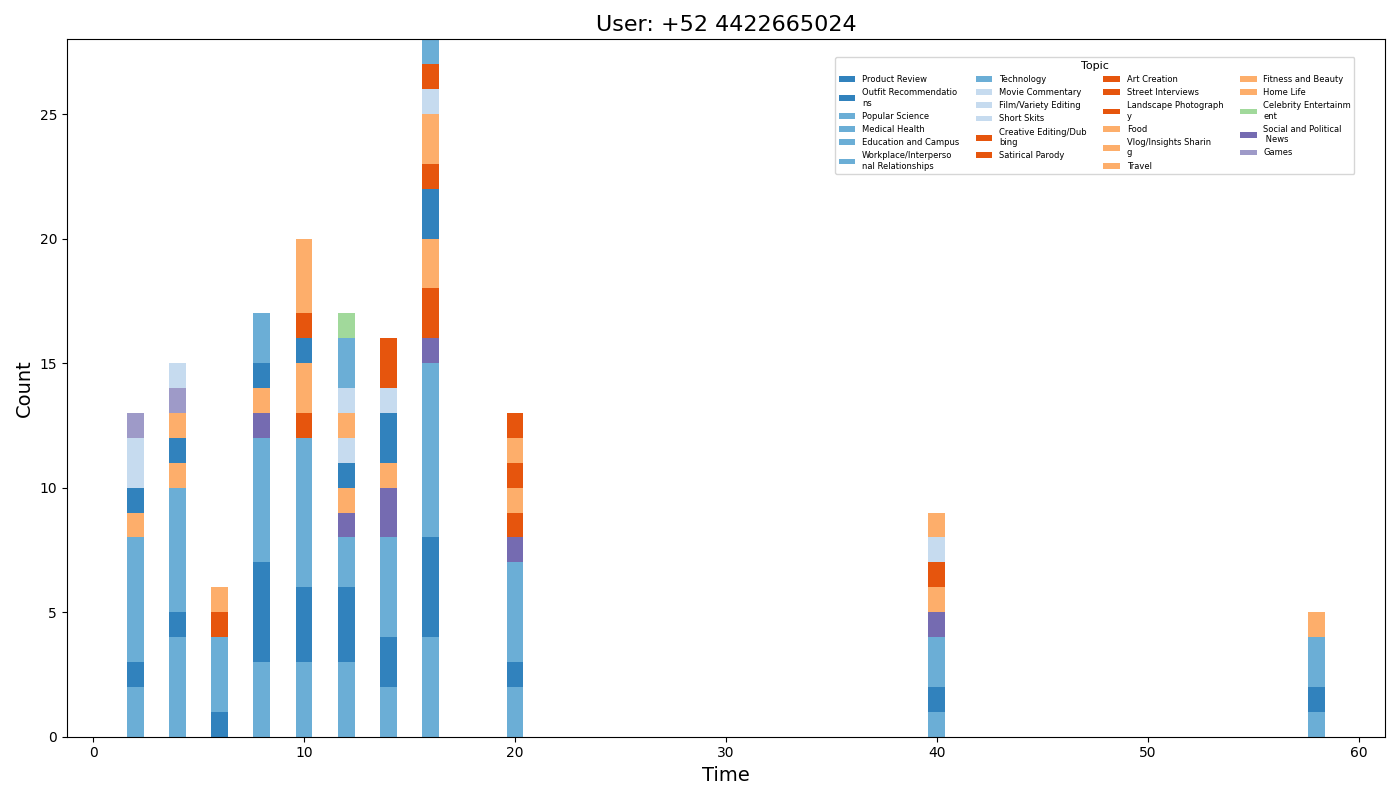 User: +52 4422665024
Topic
Product Review
Outfit Recommendatio
ns
Popular Science
Medical Health
Education and Campus
Workplace/Interperso
nal Relationships
Technology
Movie Commentary
Film/Variety Editing
Short Skits
Creative Editing/Dub
bing
Satirical Parody
Art Creation
Street Interviews
Landscape Photograph
y
Food
Vlog/Insights Sharin
g
Travel
Fitness and Beauty
Home Life
Celebrity Entertainm
ent
Social and Political
News
Games
Count
25
20
15
10
5
0
0 10 20 30 40 50 60
Time